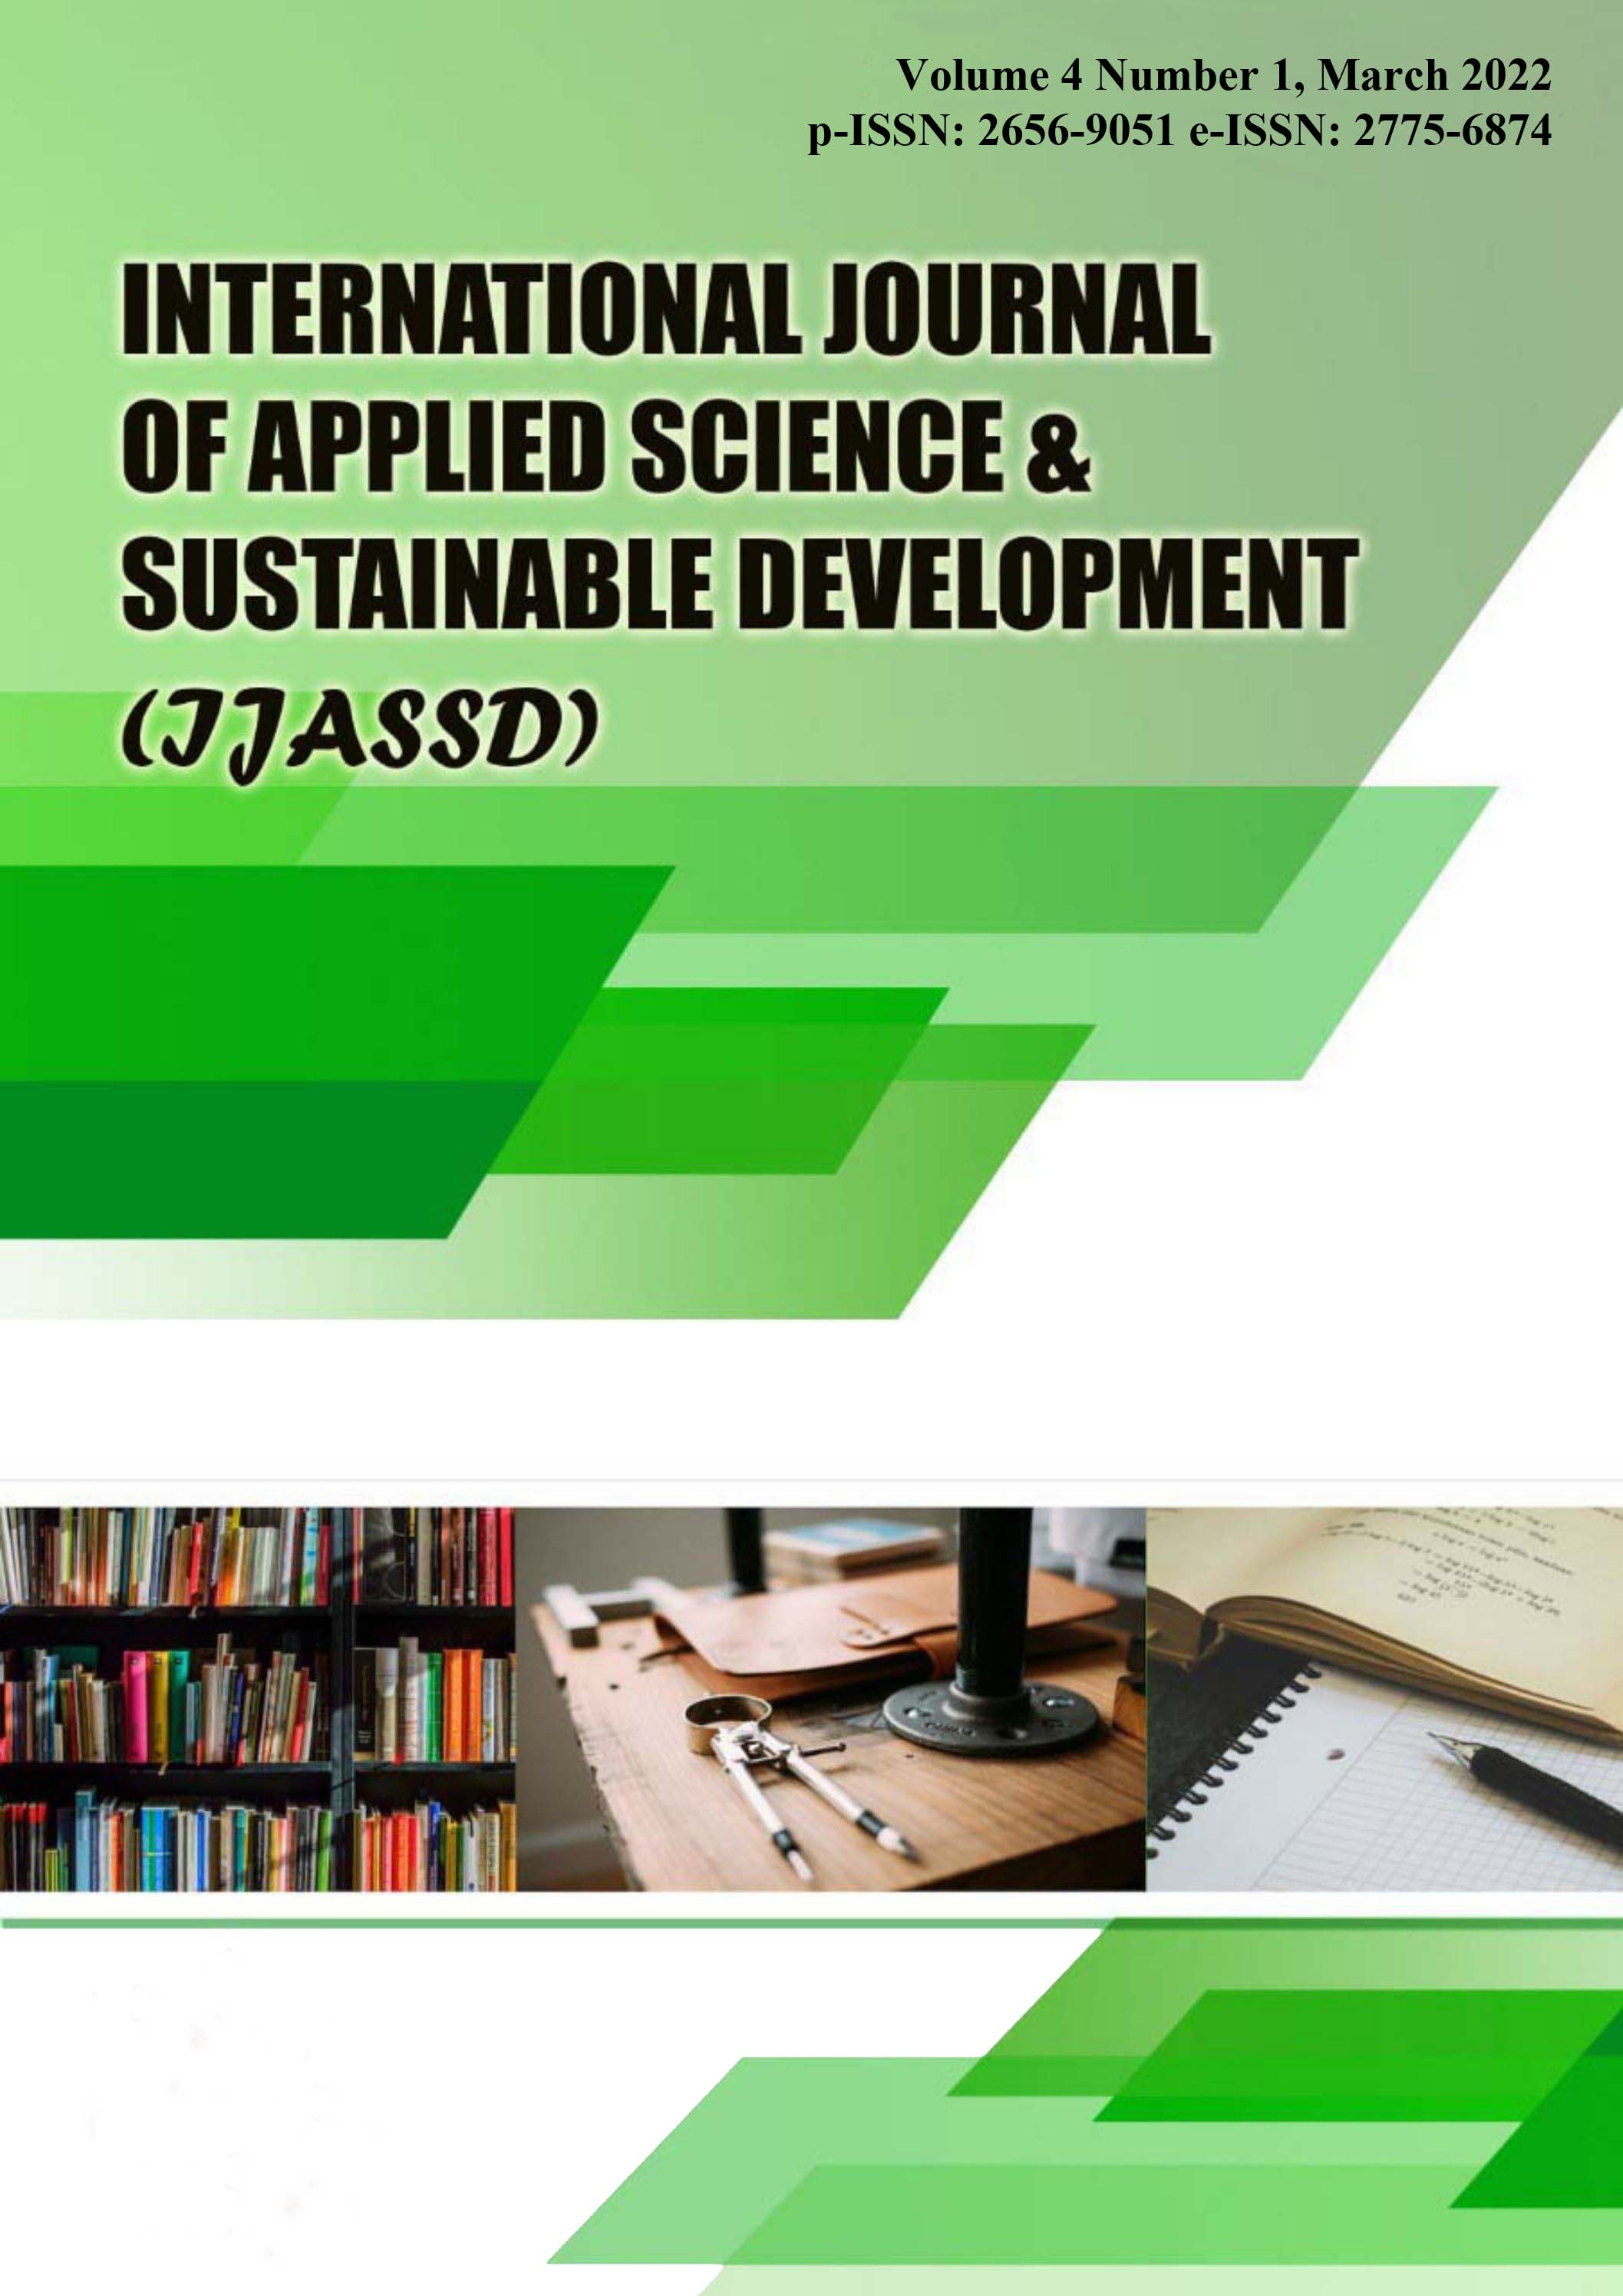 Volume 4 Number 1, March 2022
p-ISSN: 2656-9051 e-ISSN: 2775-6874
INTERNATIONAL JOURNAL
OF APPLIED SCIENCE &
SUSTAINABLE DEVELOPMENT
(IJASSD)